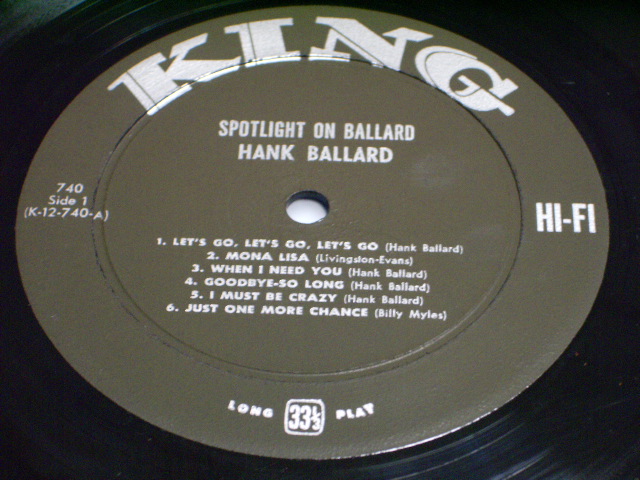 KING
SPOTLIGHT ON BALLARD
HANK BALLARD
740
Side 1
(K-12-740-A)
HI-FI
1. LET'S GO, LET'S GO, LET'S GO (Hank Ballard)
2. MONA LISA (Livingston-Evans)
3. WHEN I NEED YOU (Hank Ballard)
4. GOODBYE-SO LONG (Hank Ballard)
5. I MUST BE CRAZY (Hank Ballard)
6. JUST ONE MORE CHANCE (Billy Myles)
LONG 33⅓ PLAY